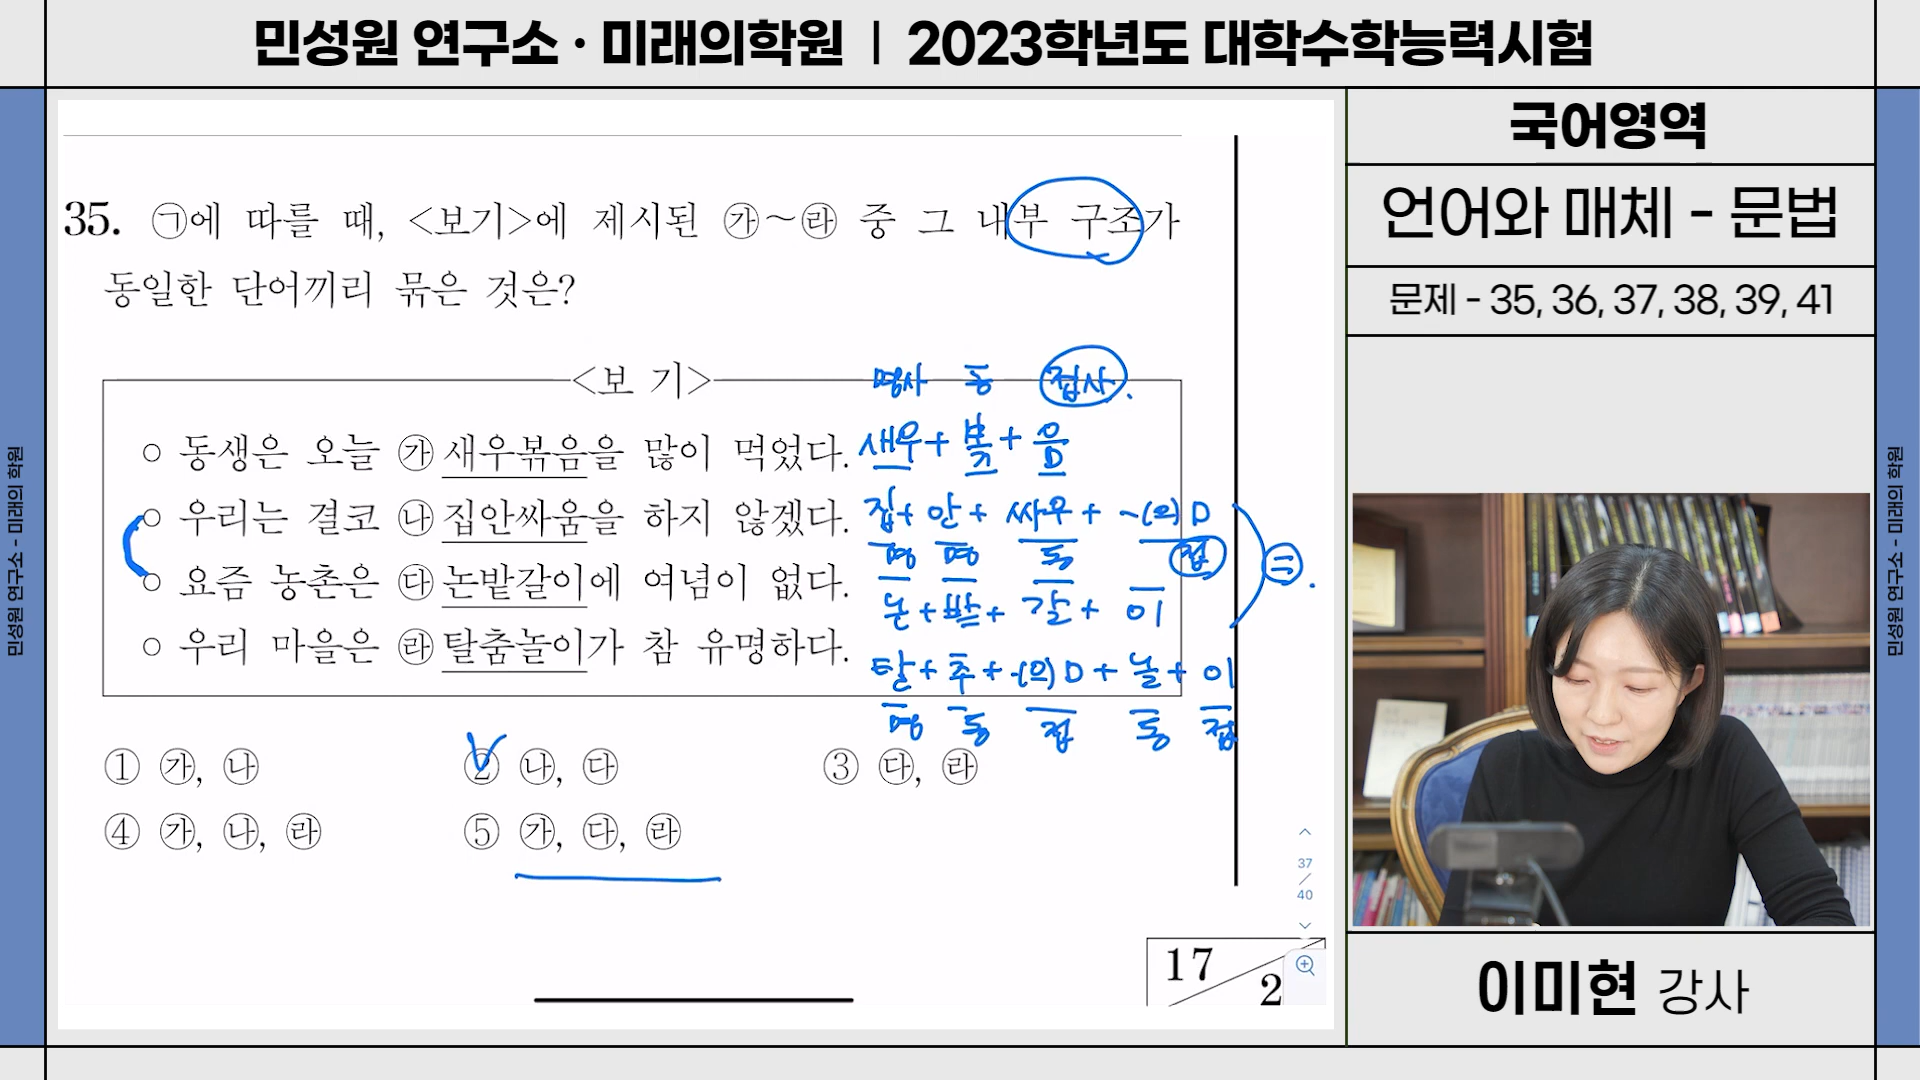 민성원 연구소 · 미래의학원 | 2023학년도 대학수학능력시험
민성원 연구소 - 미래의 학원
35. ㉠에 따를 때, <보기>에 제시된 ㉮~㉱ 중 그 내부 구조가
동일한 단어끼리 묶은 것은?
<보 기>
명사 동 접사.
○ 동생은 오늘 ㉮ 새우볶음을 많이 먹었다.
새우+볶+음
○ 우리는 결코 ㉯ 집안싸움을 하지 않겠다.
집+안+싸우+-(으)ㅁ
명 명 동 접
○ 요즘 농촌은 ㉰ 논밭갈이에 여념이 없다.
논+밭+갈+이
○ 우리 마을은 ㉱ 탈춤놀이가 참 유명하다.
탈+추+-(으)ㅁ+놀+이
명 동 접 동 접
=.
① ㉮, ㉯
② ㉯, ㉰
③ ㉰, ㉱
④ ㉮, ㉯, ㉱
⑤ ㉮, ㉰, ㉱
37
/
40
17
2
국어영역
언어와 매체 - 문법
문제 - 35, 36, 37, 38, 39, 41
이미현 강사
민성원 연구소 - 미래의 학원